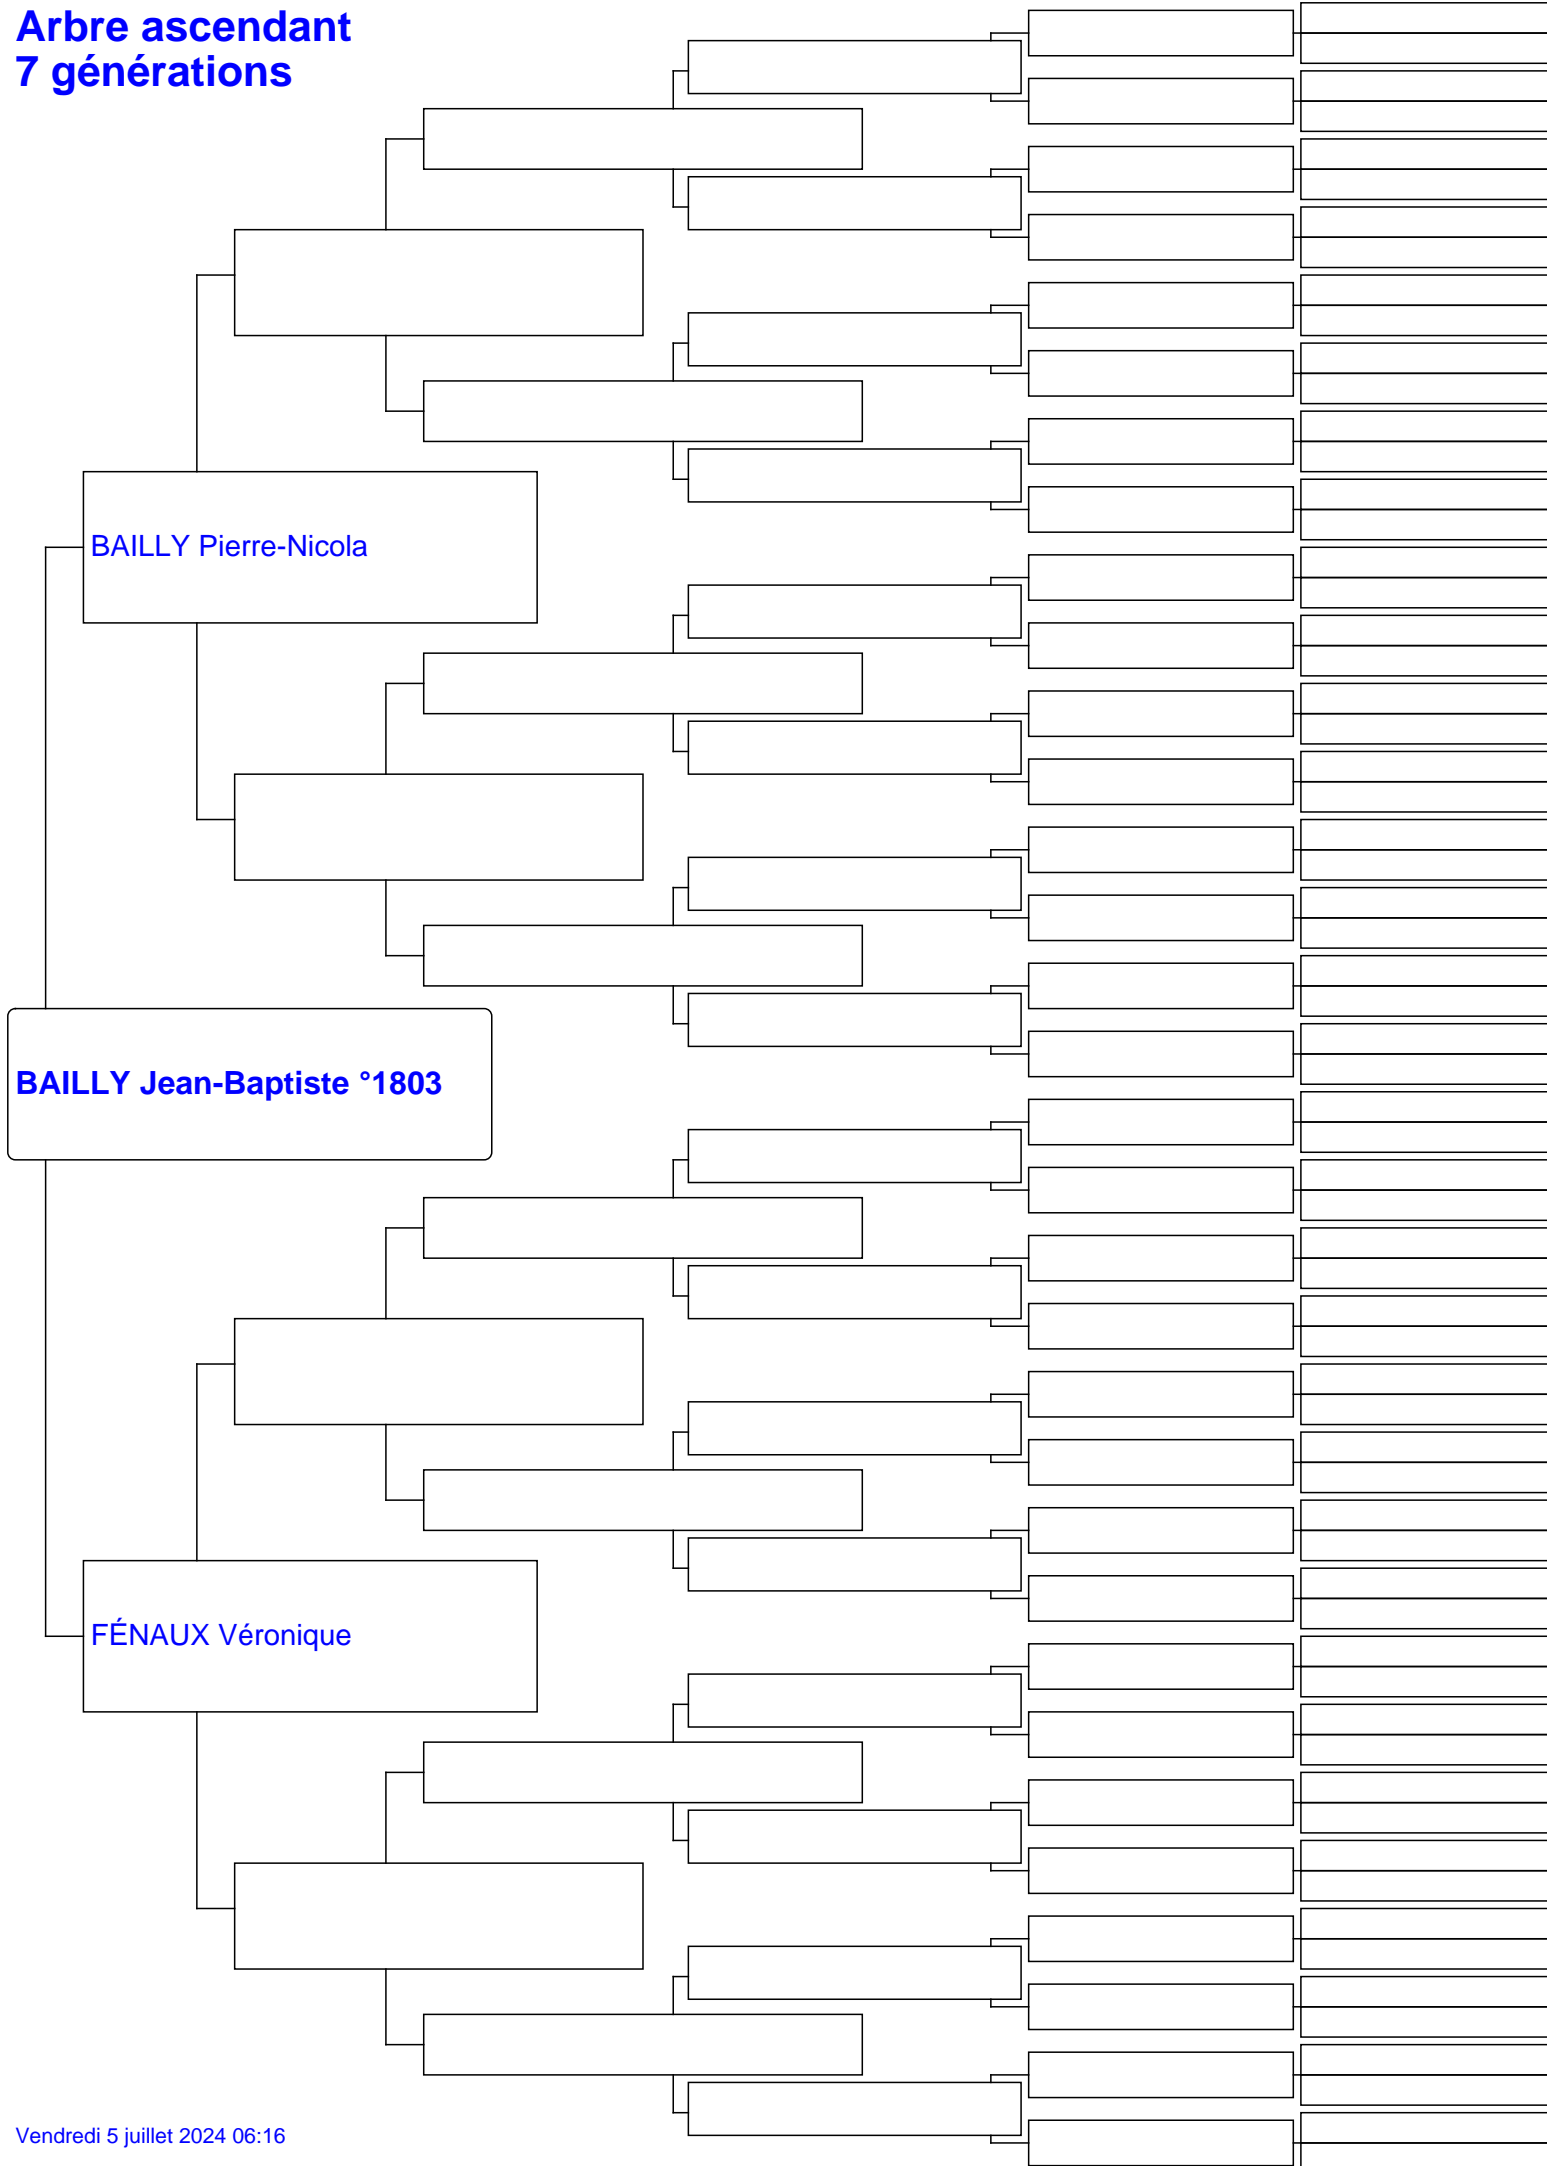 Arbre ascendant
7 générations
BAILLY Pierre-Nicola
BAILLY Jean-Baptiste °1803
FÉNAUX Véronique
Vendredi 5 juillet 2024 06:16